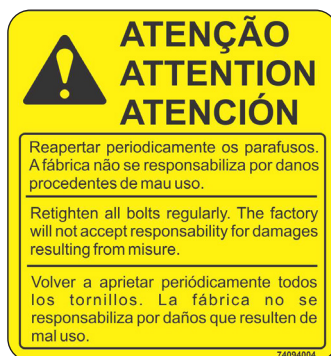 ATENÇÃO
ATTENTION
ATENCIÓN
Reapertar periodicamente os parafusos.
A fábrica não se responsabiliza por danos
procedentes de mau uso.
Retighten all bolts regularly. The factory
will not accept responsability for damages
resulting from misure.
Volver a aprietar periódicamente todos
los tornillos. La fábrica no se
responsabiliza por daños que resulten de
mal uso.
74094004